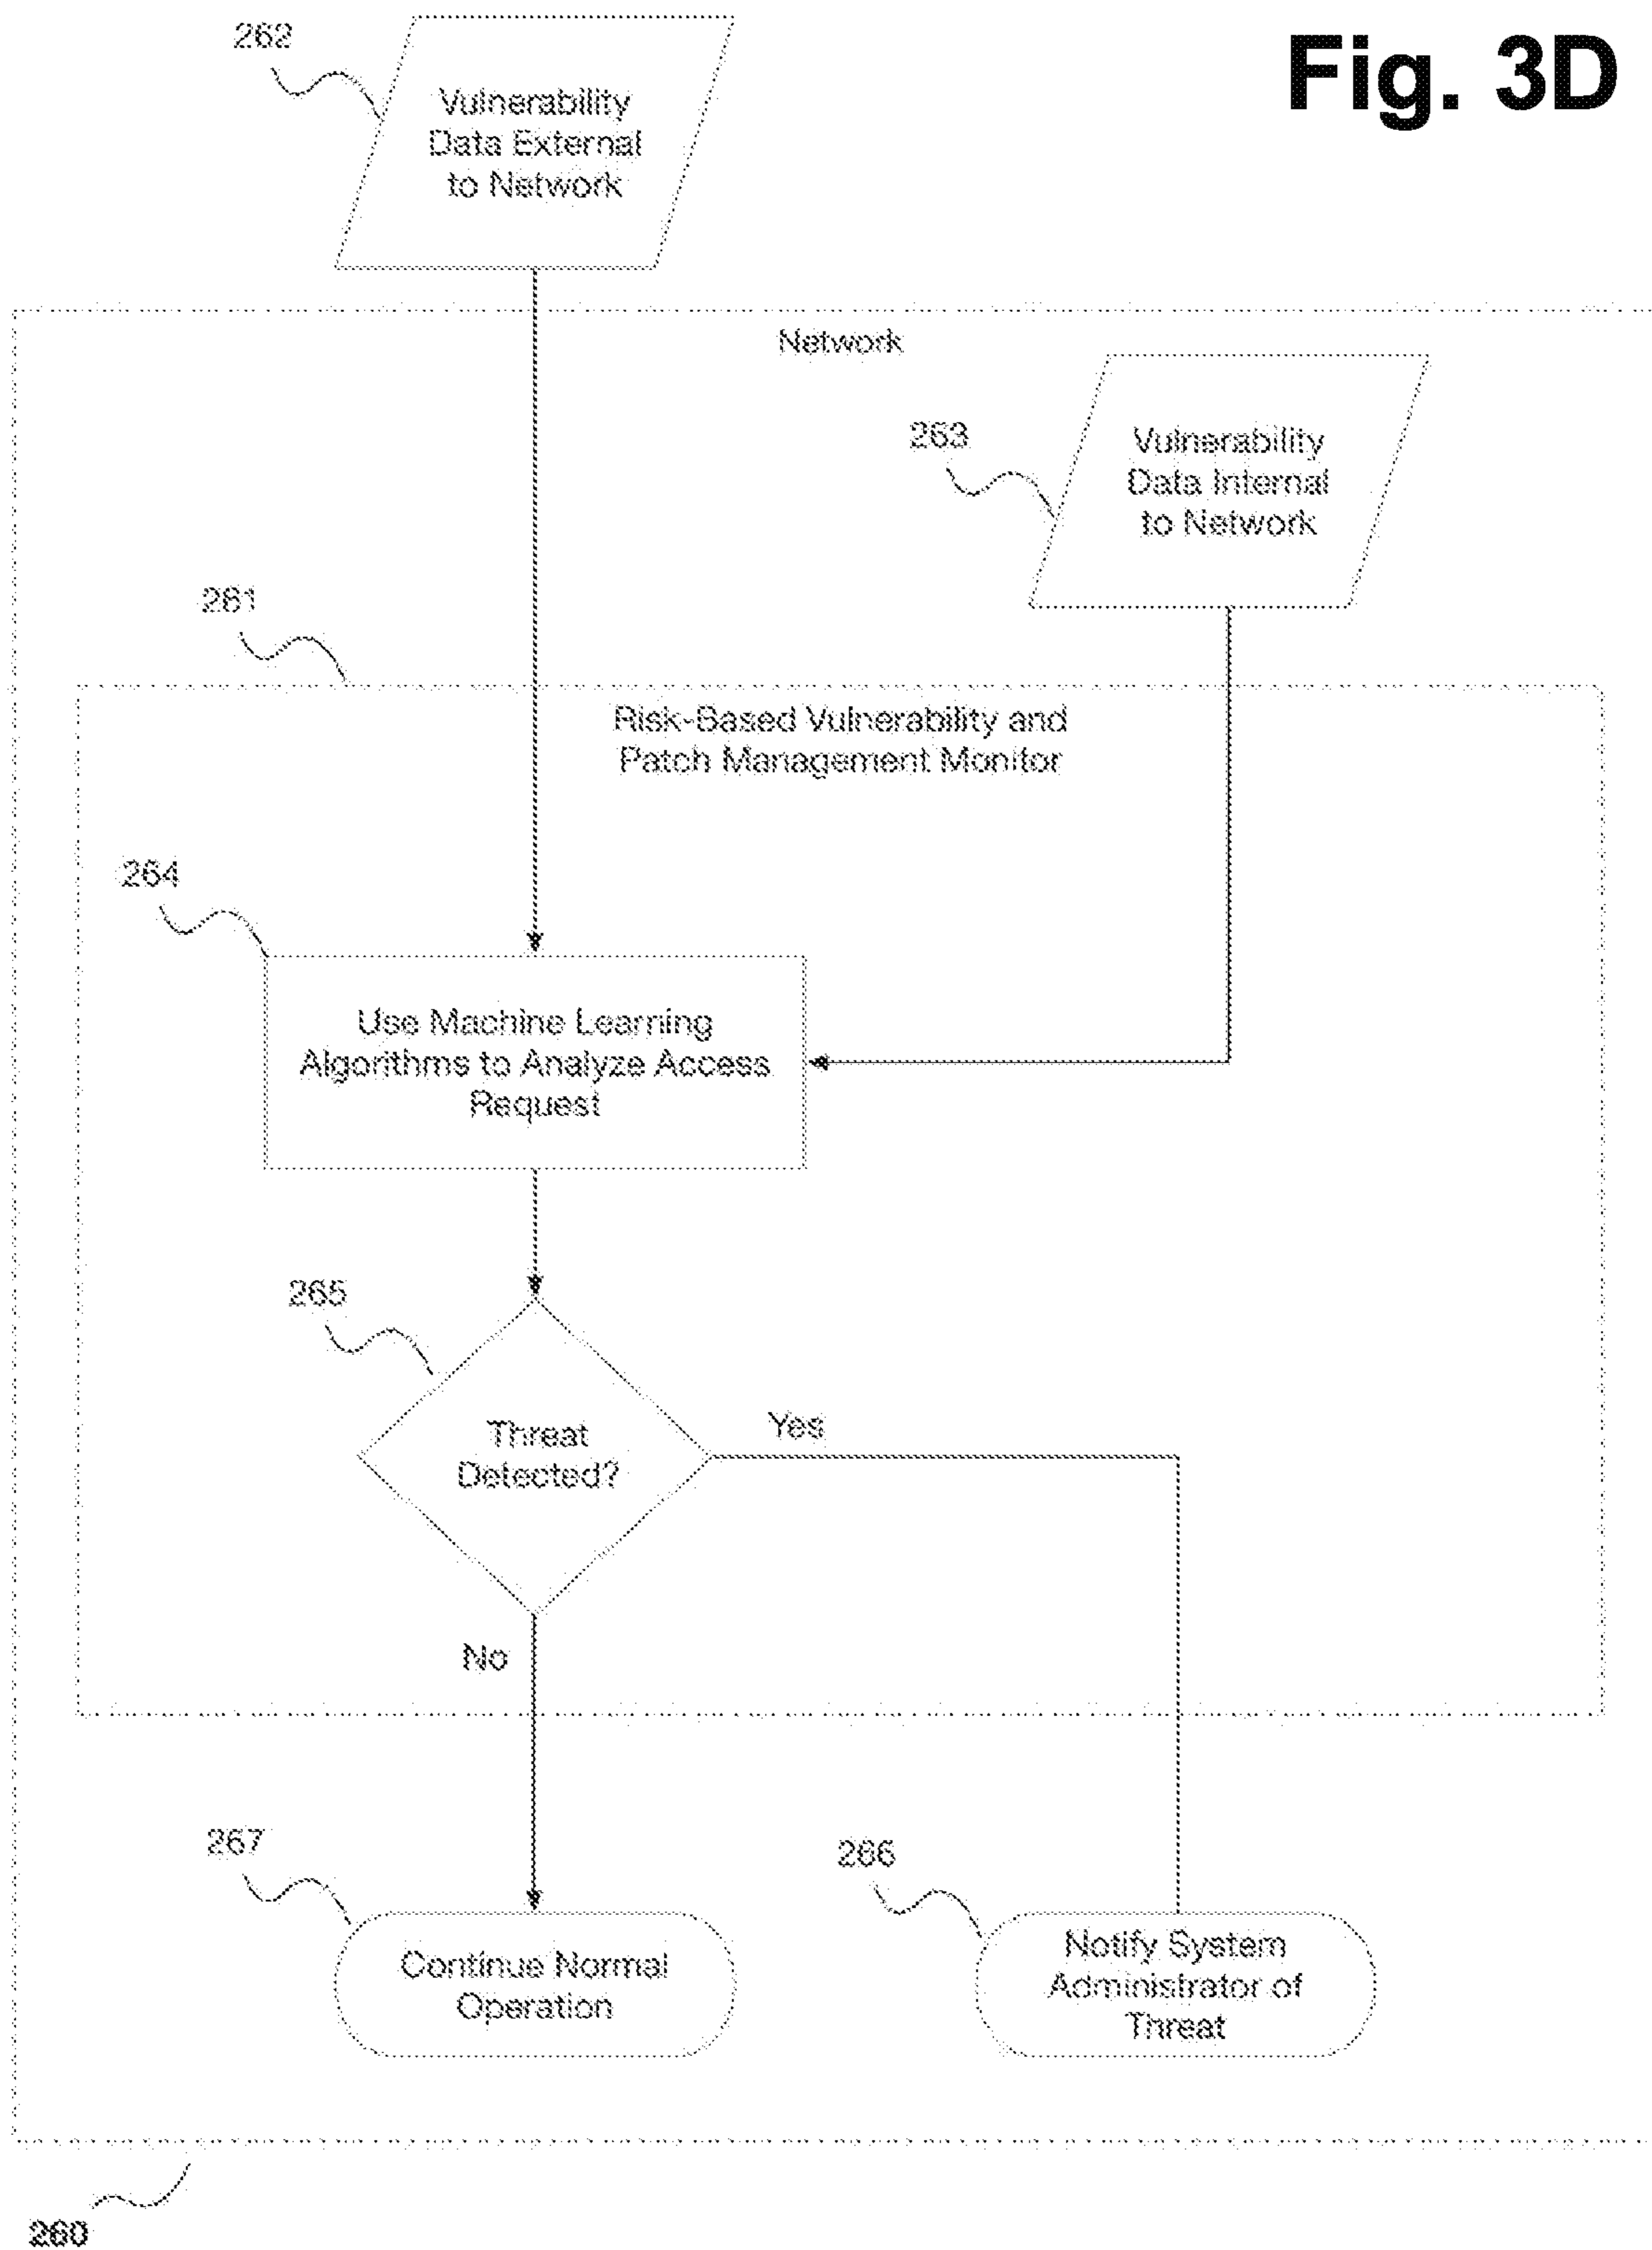 Fig. 3D
262
Vulnerability
Data External
to Network
Network
263
Vulnerability
Data Internal
to Network
261
Risk-Based Vulnerability and
Patch Management Monitor
264
Use Machine Learning
Algorithms to Analyze Access
Request
265
Threat
Detected?
Yes
No
267
Continue Normal
Operation
266
Notify System
Administrator of
Threat
260